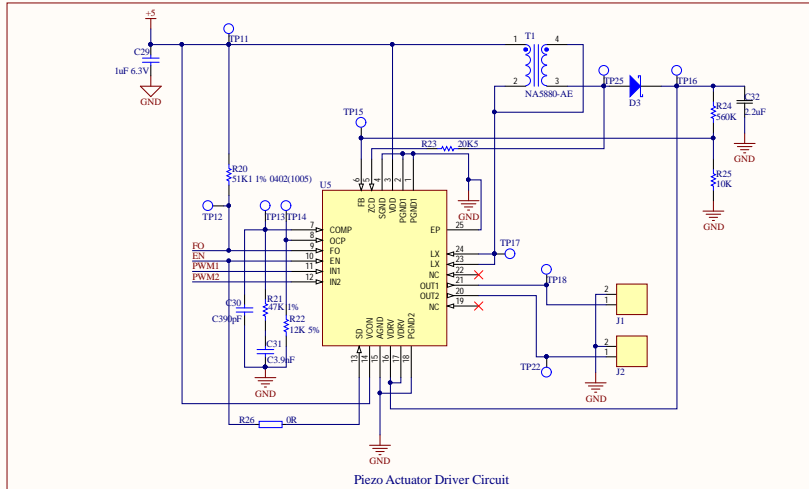 +5
TP11
C29
1uF 6.3V
GND
T1
1
4
2
3
NA5880-AE
TP25
D3
TP16
R24
560K
C32
2.2uF
GND
R25
10K
GND
TP15
R23
20K5
R20
51K1 1% 0402(1005)
TP12
TP13
TP14
U5
6
5
4
3
2
1
FB
ZCD
SGND
VDD
PGND1
PGND1
GND
7
COMP
8
OCP
FO
9
FO
EN
10
EN
PWM1
11
IN1
PWM2
12
IN2
EP
25
LX
24
LX
23
NC
22
OUT1
21
OUT2
20
NC
19
TP17
TP18
TP22
2
1
J1
2
1
J2
GND
C30
C390pF
R21
47K 1%
R22
12K 5%
C31
C3.9nF
GND
SD
VCON
AGND
VDRV
VDRV
PGND2
13
14
15
16
17
18
R26
0R
GND
Piezo Actuator Driver Circuit